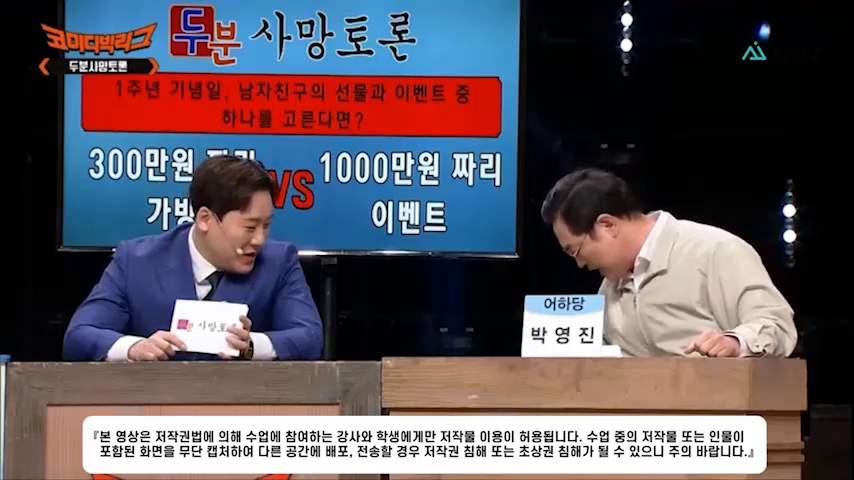 코미디빅리그
두분사망토론
두분 사망토론
1주년 기념일, 남자친구의 선물과 이벤트 중
하나를 고른다면?
300만원
가방
VS
1000만원 짜리
이벤트
두분 사망토론
어하당
박영진
『본 영상은 저작권법에 의해 수업에 참여하는 강사와 학생에게만 저작물 이용이 허용됩니다. 수업 중의 저작물 또는 인물이
포함된 화면을 무단 캡처하여 다른 공간에 배포, 전송할 경우 저작권 침해 또는 초상권 침해가 될 수 있으니 주의 바랍니다.』